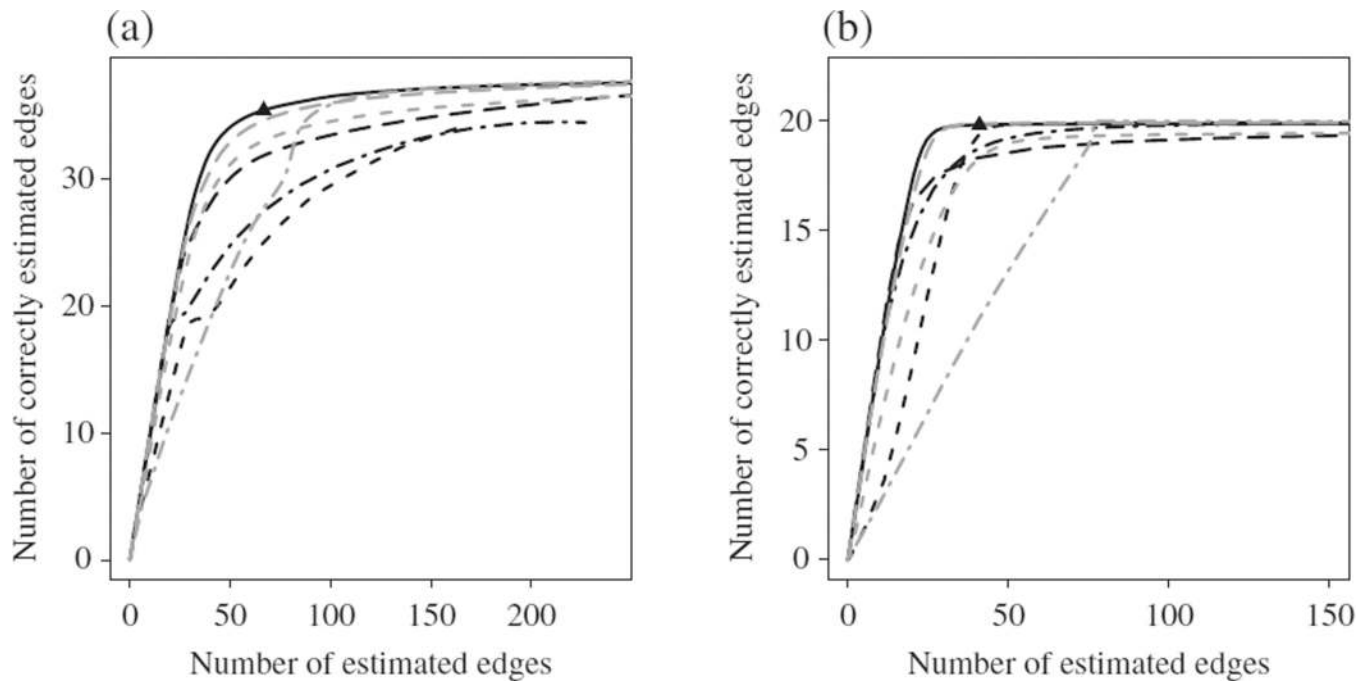 (a)
Number of correctly estimated edges
30
20
10
0
0 50 100 150 200
Number of estimated edges
(b)
Number of correctly estimated edges
20
15
10
5
0
0 50 100 150
Number of estimated edges